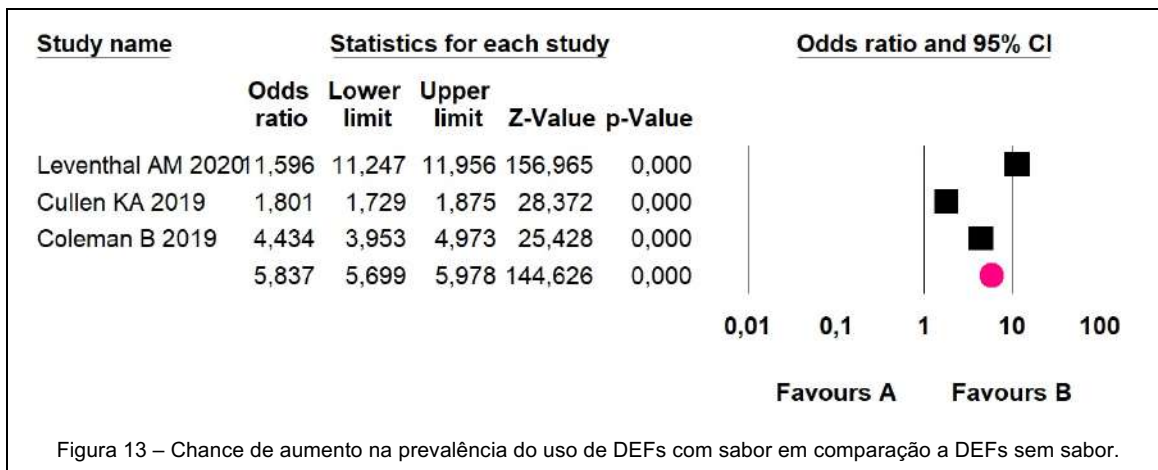 Study name Statistics for each study Odds ratio and 95% CI
Odds Lower Upper
ratio limit limit Z-Value p-Value
Leventhal AM 2020 11,596 11,247 11,956 156,965 0,000
Cullen KA 2019 1,801 1,729 1,875 28,372 0,000
Coleman B 2019 4,434 3,953 4,973 25,428 0,000
5,837 5,699 5,978 144,626 0,000
0,01 0,1 1 10 100
Favours A Favours B
Figura 13 – Chance de aumento na prevalência do uso de DEFs com sabor em comparação a DEFs sem sabor.